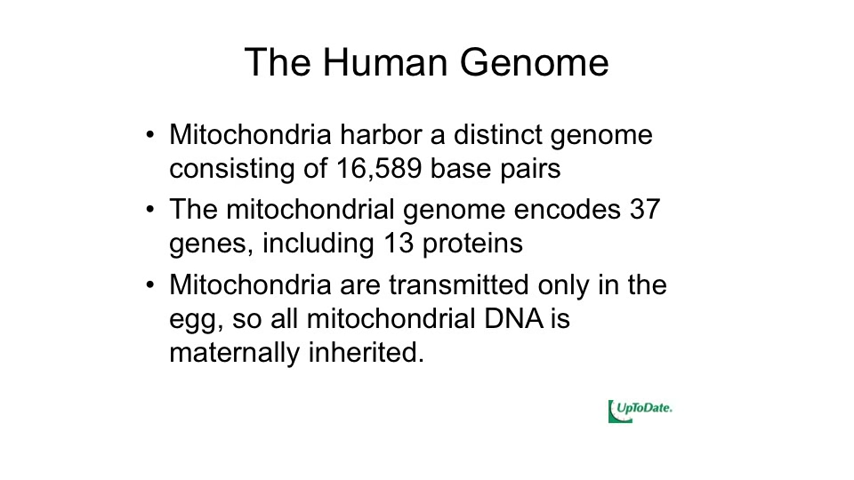 The Human Genome
• Mitochondria harbor a distinct genome
consisting of 16,589 base pairs
• The mitochondrial genome encodes 37
genes, including 13 proteins
• Mitochondria are transmitted only in the
egg, so all mitochondrial DNA is
maternally inherited.
UpToDate.